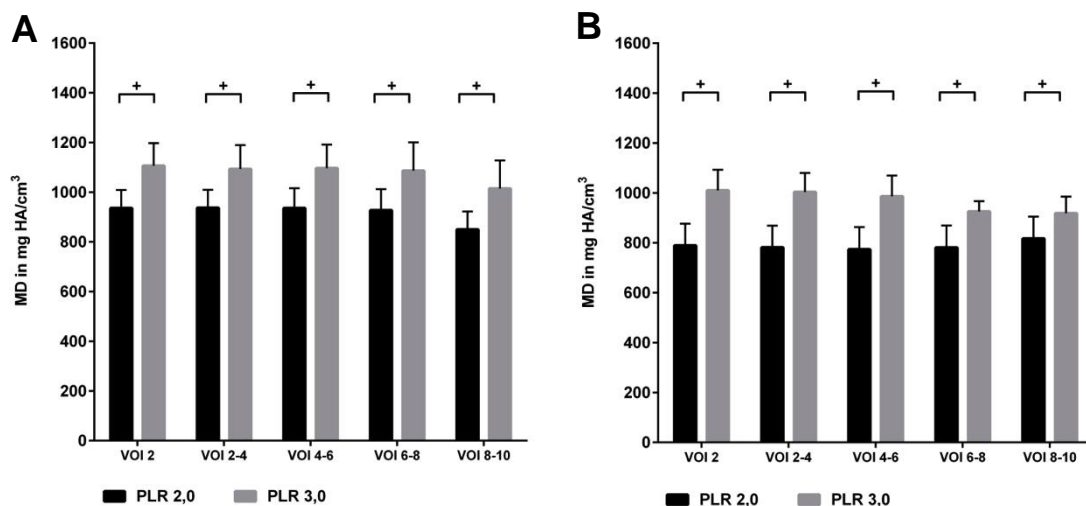 A
1600
1400
1200
1000
800
600
400
200
0
MD in mg HA/cm³
+ + + + +
VOI 2 VOI 2-4 VOI 4-6 VOI 6-8 VOI 8-10
PLR 2,0 PLR 3,0
B
1600
1400
1200
1000
800
600
400
200
0
MD in mg HA/cm³
+ + + + +
VOI 2 VOI 2-4 VOI 4-6 VOI 6-8 VOI 8-10
PLR 2,0 PLR 3,0